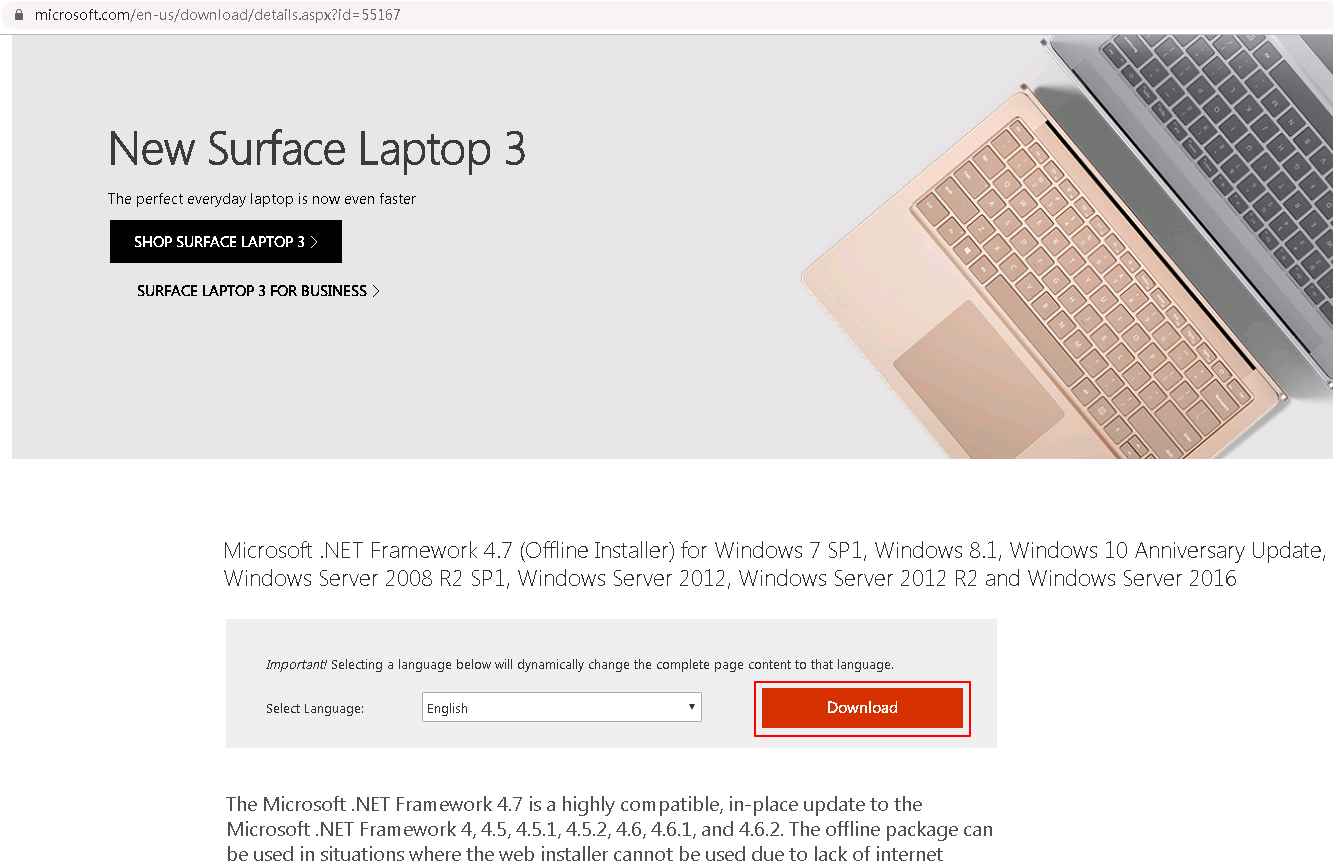 microsoft.com/en-us/download/details.aspx?id=55167
New Surface Laptop 3
The perfect everyday laptop is now even faster
SHOP SURFACE LAPTOP 3 >
SURFACE LAPTOP 3 FOR BUSINESS >
Microsoft .NET Framework 4.7 (Offline Installer) for Windows 7 SP1, Windows 8.1, Windows 10 Anniversary Update,
Windows Server 2008 R2 SP1, Windows Server 2012, Windows Server 2012 R2 and Windows Server 2016
Important! Selecting a language below will dynamically change the complete page content to that language.
Select Language:
English
Download
The Microsoft .NET Framework 4.7 is a highly compatible, in-place update to the
Microsoft .NET Framework 4, 4.5, 4.5.1, 4.5.2, 4.6, 4.6.1, and 4.6.2. The offline package can
be used in situations where the web installer cannot be used due to lack of internet